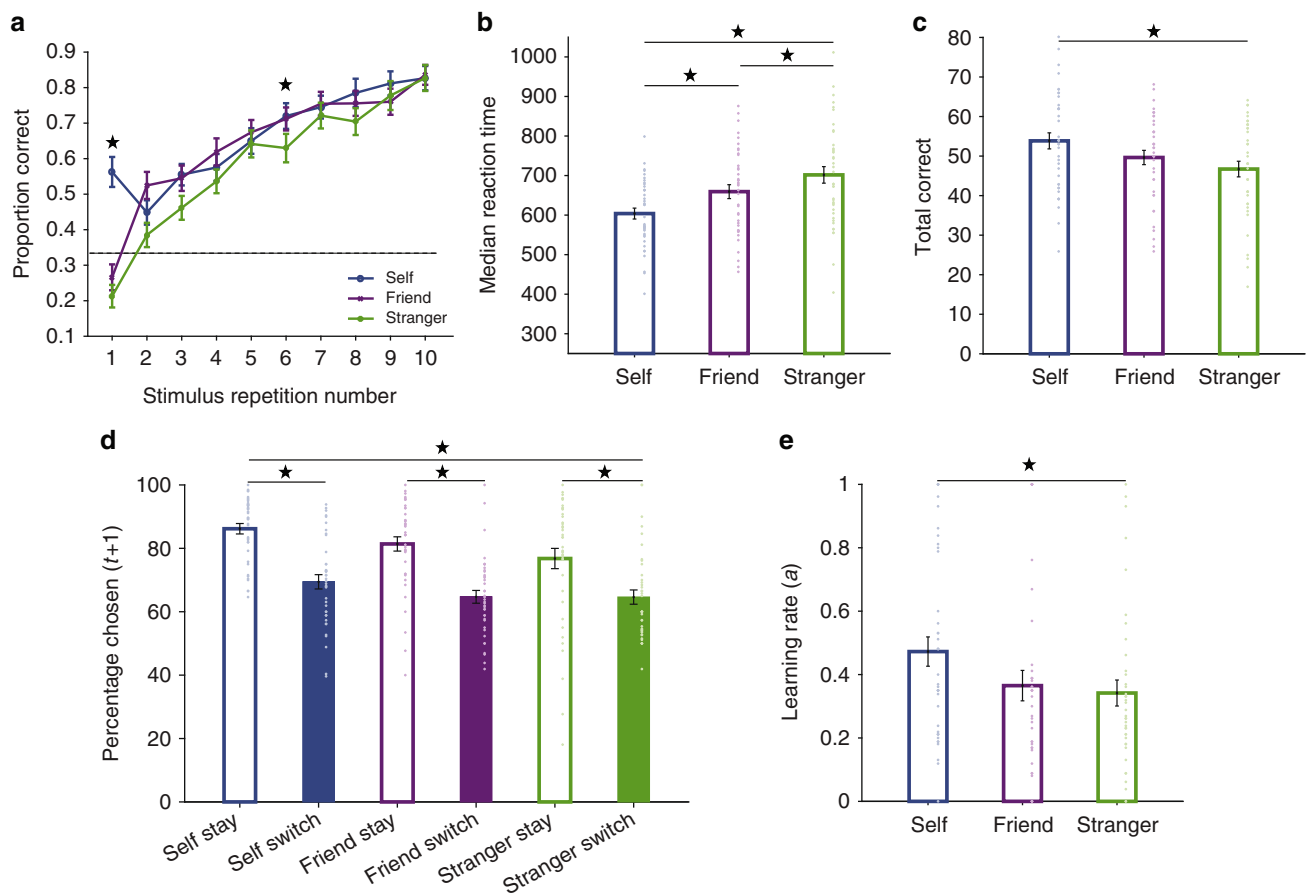 a
Proportion correct
0.9
0.8
0.7
0.6
0.5
0.4
0.3
0.2
0.1
1 2 3 4 5 6 7 8 9 10
Stimulus repetition number
Self
Friend
Stranger
b
Median reaction time
1000
900
800
700
600
500
400
300
Self Friend Stranger
c
Total correct
80
70
60
50
40
30
20
10
0
Self Friend Stranger
d
Percentage chosen (t+1)
100
80
60
40
20
0
Self stay
Self switch
Friend stay
Friend switch
Stranger stay
Stranger switch
e
Learning rate (a)
1
0.8
0.6
0.4
0.2
0
Self Friend Stranger